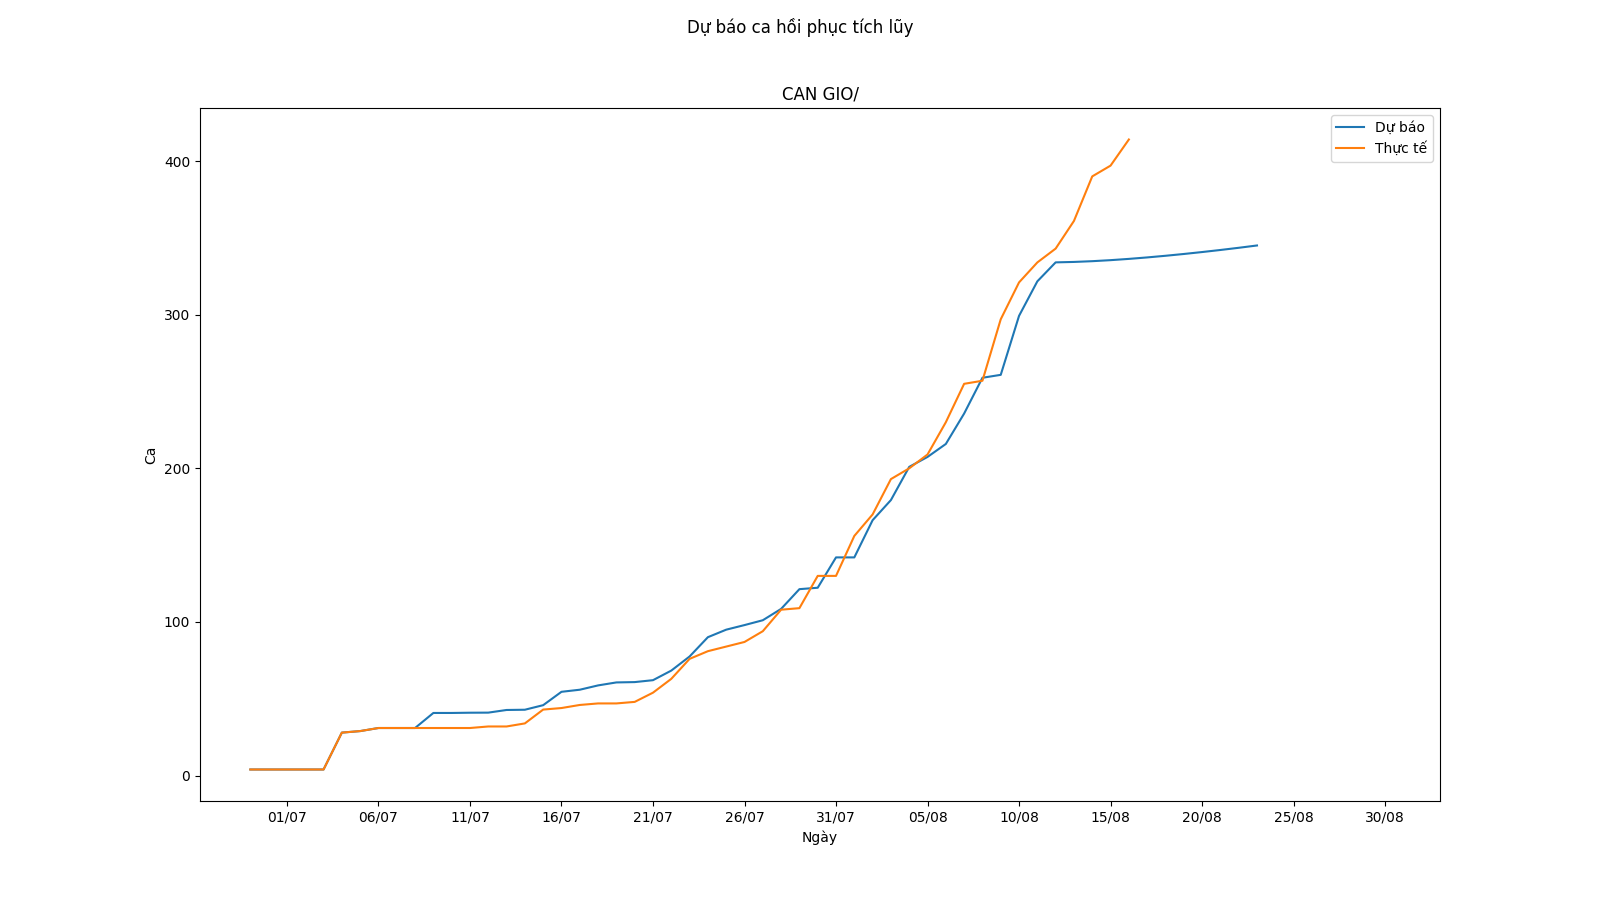 Dự báo ca hồi phục tích lũy
CAN GIO/
Dự báo
Thực tế
400
300
200
100
0
Ca
01/07 06/07 11/07 16/07 21/07 26/07 31/07 05/08 10/08 15/08 20/08 25/08 30/08
Ngày